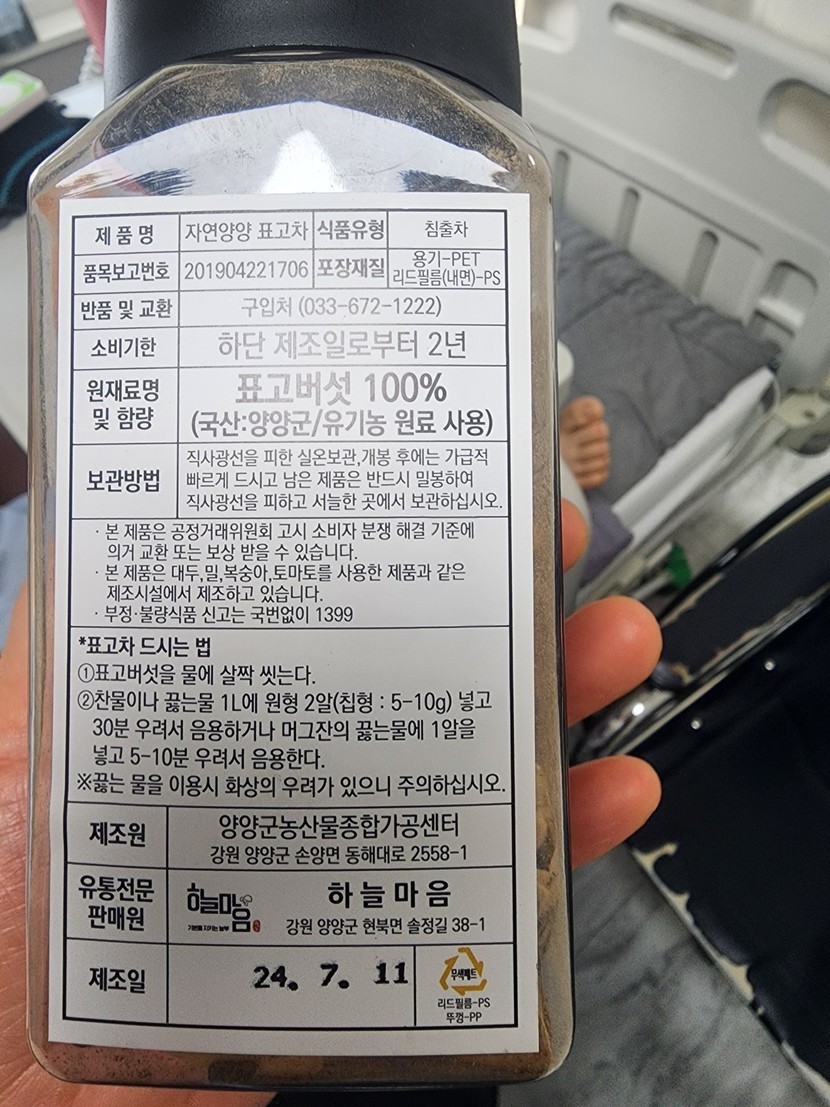 제 품 명 자연양양 표고차 식품유형 침출차
품목보고번호 201904221706 포장재질 용기-PET
리드필름(내면)-PS
반품 및 교환 구입처 (033-672-1222)
소비기한 하단 제조일로부터 2년
원재료명
및 함량
표고버섯 100%
(국산:양양군/유기농 원료 사용)
보관방법
직사광선을 피한 실온보관,개봉 후에는 가급적
빠르게 드시고 남은 제품은 반드시 밀봉하여
직사광선을 피하고 서늘한 곳에서 보관하십시오.
· 본 제품은 공정거래위원회 고시 소비자 분쟁 해결 기준에
의거 교환 또는 보상 받을 수 있습니다.
· 본 제품은 대두,밀,복숭아,토마토를 사용한 제품과 같은
제조시설에서 제조하고 있습니다.
· 부정·불량식품 신고는 국번없이 1399
*표고차 드시는 법
①표고버섯을 물에 살짝 씻는다.
②찬물이나 끓는물 1L에 원형 2알(칩형 : 5-10g) 넣고
30분 우려서 음용하거나 머그잔의 끓는물에 1알을
넣고 5-10분 우려서 음용한다.
※끓는 물을 이용시 화상의 우려가 있으니 주의하십시오.
제조원
양양군농산물종합가공센터
강원 양양군 손양면 동해대로 2558-1
유통전문
판매원
하늘마음
하 늘 마 음
강원 양양군 현북면 송정길 38-1
제조일 24. 7. 11
무색페트
리드필름-PS
뚜껑-PP